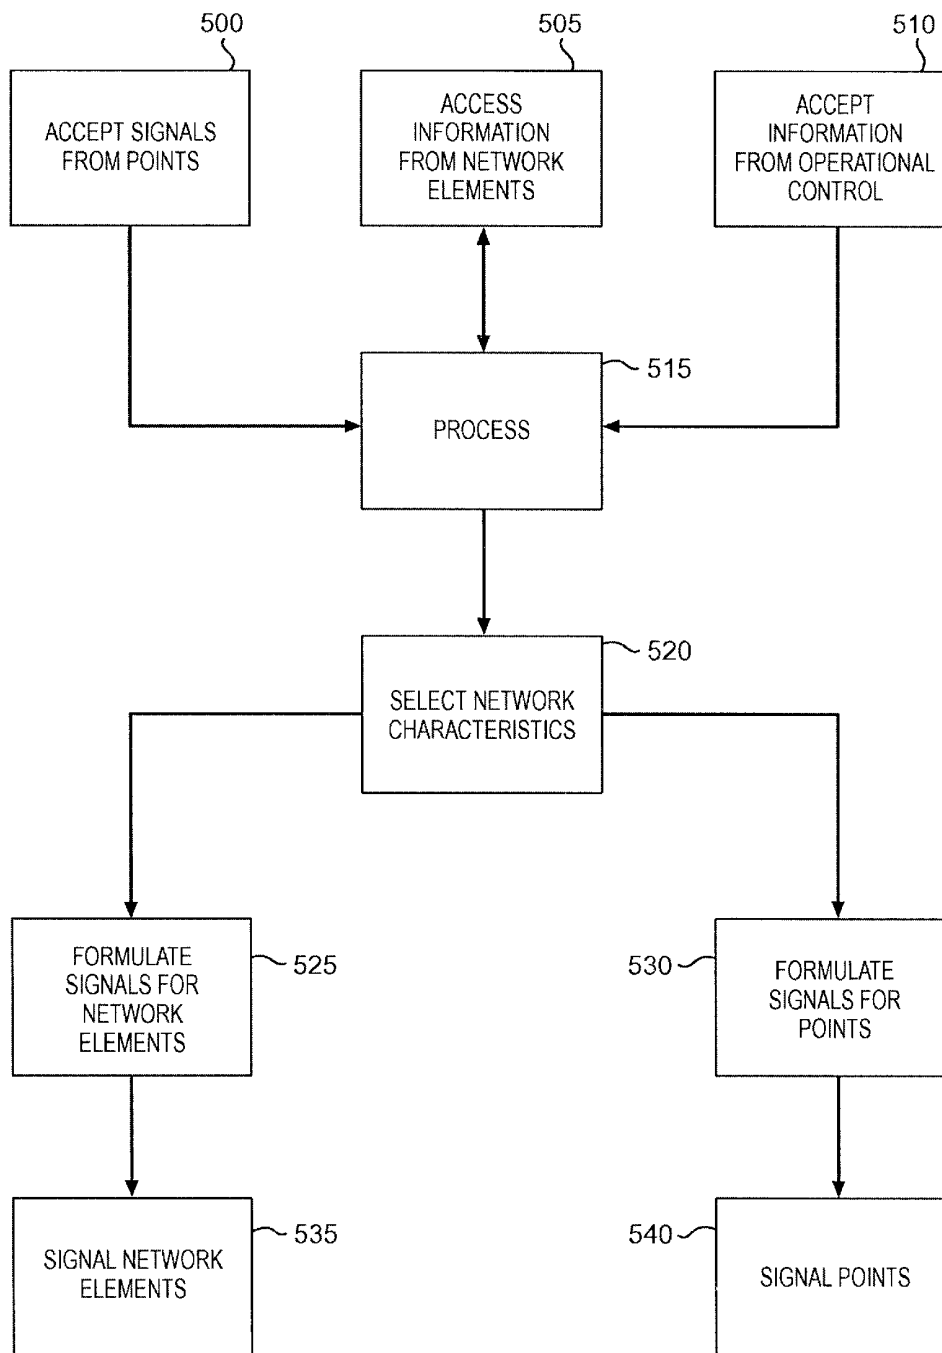 500
505
510
ACCEPT SIGNALS
FROM POINTS
ACCESS
INFORMATION
FROM NETWORK
ELEMENTS
ACCEPT
INFORMATION
FROM OPERATIONAL
CONTROL
515
PROCESS
520
SELECT NETWORK
CHARACTERISTICS
FORMULATE
SIGNALS FOR
NETWORK
ELEMENTS
525
530
FORMULATE
SIGNALS FOR
POINTS
SIGNAL NETWORK
ELEMENTS
535
540
SIGNAL POINTS